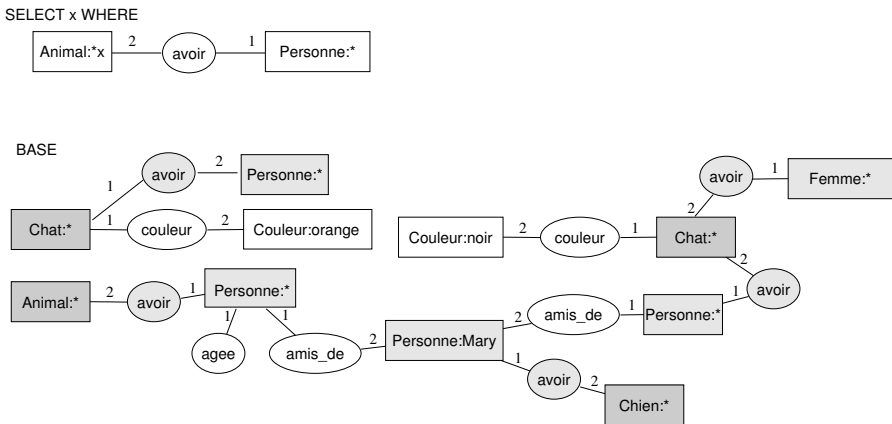 SELECT x WHERE
Animal:*x 2 avoir 1 Personne:*
BASE
avoir 2 Personne:*
1
Chat:* 1 couleur 2 Couleur:orange
avoir 1 Femme:*
2
Couleur:noir 2 couleur 1 Chat:*
2
avoir
Animal:* 2 avoir 1 Personne:*
1 1
agee amis_de 2 Personne:Mary
2 amis_de 1 Personne:* 1
1 avoir 2 Chien:*